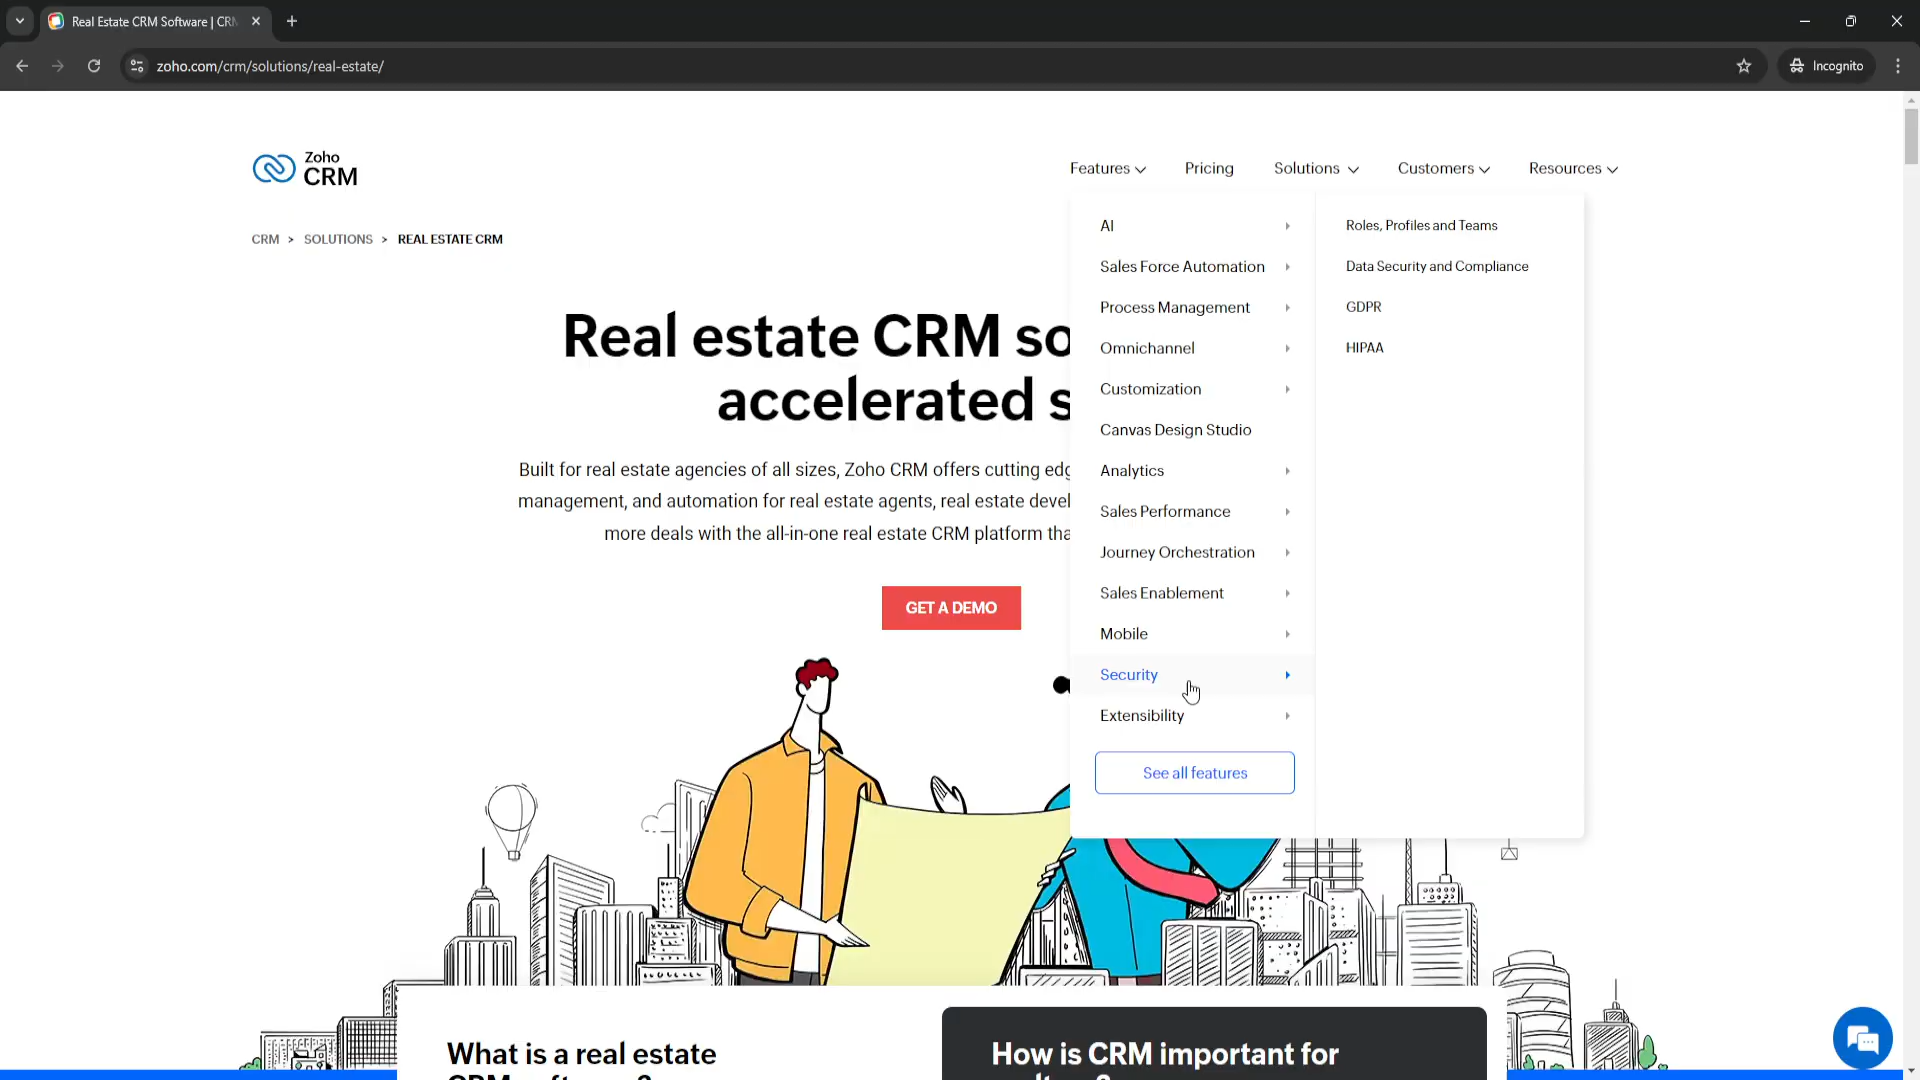 Real Estate CRM Software | CRM
zoho.com/crm/solutions/real-estate/
Incognito
Zoho
CRM
Features
Pricing
Solutions
Customers
Resources
CRM > SOLUTIONS > REAL ESTATE CRM
AI
Sales Force Automation
Process Management
Omnichannel
Customization
Canvas Design Studio
Analytics
Sales Performance
Journey Orchestration
Sales Enablement
Mobile
Security
Extensibility
See all features
Roles, Profiles and Teams
Data Security and Compliance
GDPR
HIPAA
Real estate CRM so
accelerated s
Built for real estate agencies of all sizes, Zoho CRM offers cutting edg
management, and automation for real estate agents, real estate devel
more deals with the all-in-one real estate CRM platform tha
GET A DEMO
What is a real estate
How is CRM important for